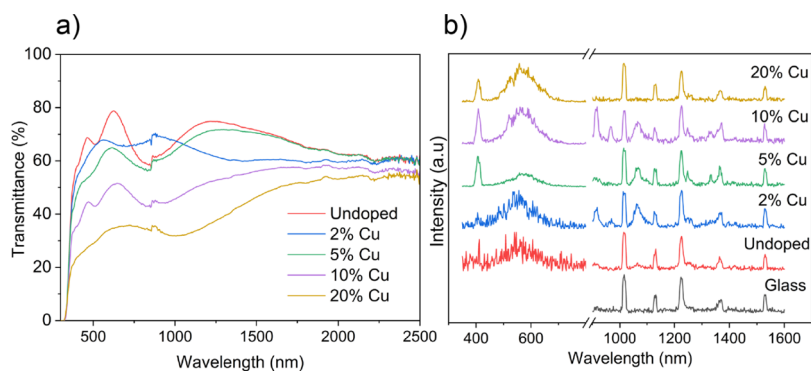 a)
100
80
60
40
20
0
Transmittance (%)
500 1000 1500 2000 2500
Wavelength (nm)
Undoped
2% Cu
5% Cu
10% Cu
20% Cu
b)
Intensity (a.u)
20% Cu
10% Cu
5% Cu
2% Cu
Undoped
Glass
400 600 1000 1200 1400 1600
Wavelength (nm)